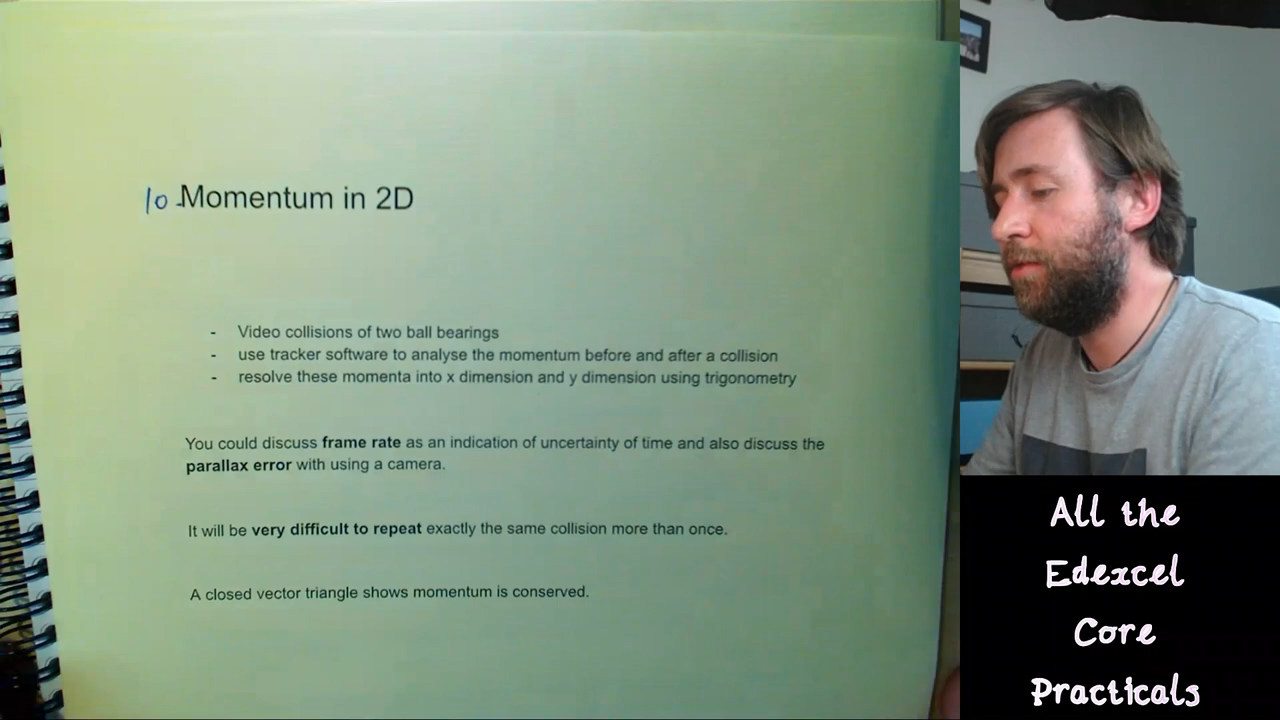 10. Momentum in 2D
- Video collisions of two ball bearings
- use tracker software to analyse the momentum before and after a collision
- resolve these momenta into x dimension and y dimension using trigonometry
You could discuss frame rate as an indication of uncertainty of time and also discuss the
parallax error with using a camera.
It will be very difficult to repeat exactly the same collision more than once.
A closed vector triangle shows momentum is conserved.
All the
Edexcel
Core
Practicals